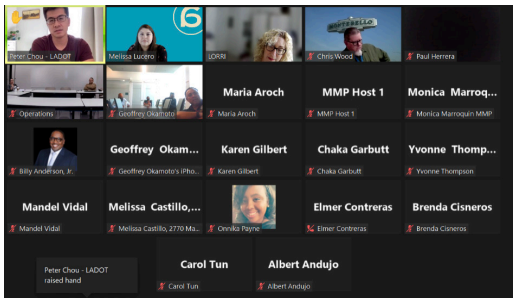 Peter Chou - LADOT
Melissa Lucero
LORRI
MONTEBELLO
Chris Wood
Paul Herrera
Operations
Geoffrey Okamoto
Maria Aroch
Maria Aroch
MMP Host 1
MMP Host 1
Monica Marroq...
Monica Marroquin MMP
Billy Anderson, Jr.
Geoffrey Okam...
Geoffrey Okamoto's iPho...
Karen Gilbert
Karen Gilbert
Chaka Garbutt
Chaka Garbutt
Yvonne Thomp...
Yvonne Thompson
Mandel Vidal
Mandel Vidal
Melissa Castillo,...
Melissa Castillo, 2770 Ma...
Onnika Payne
Elmer Contreras
Elmer Contreras
Brenda Cisneros
Brenda Cisneros
Peter Chou - LADOT
raised hand
Carol Tun
Carol Tun
Albert Andujo
Albert Andujo